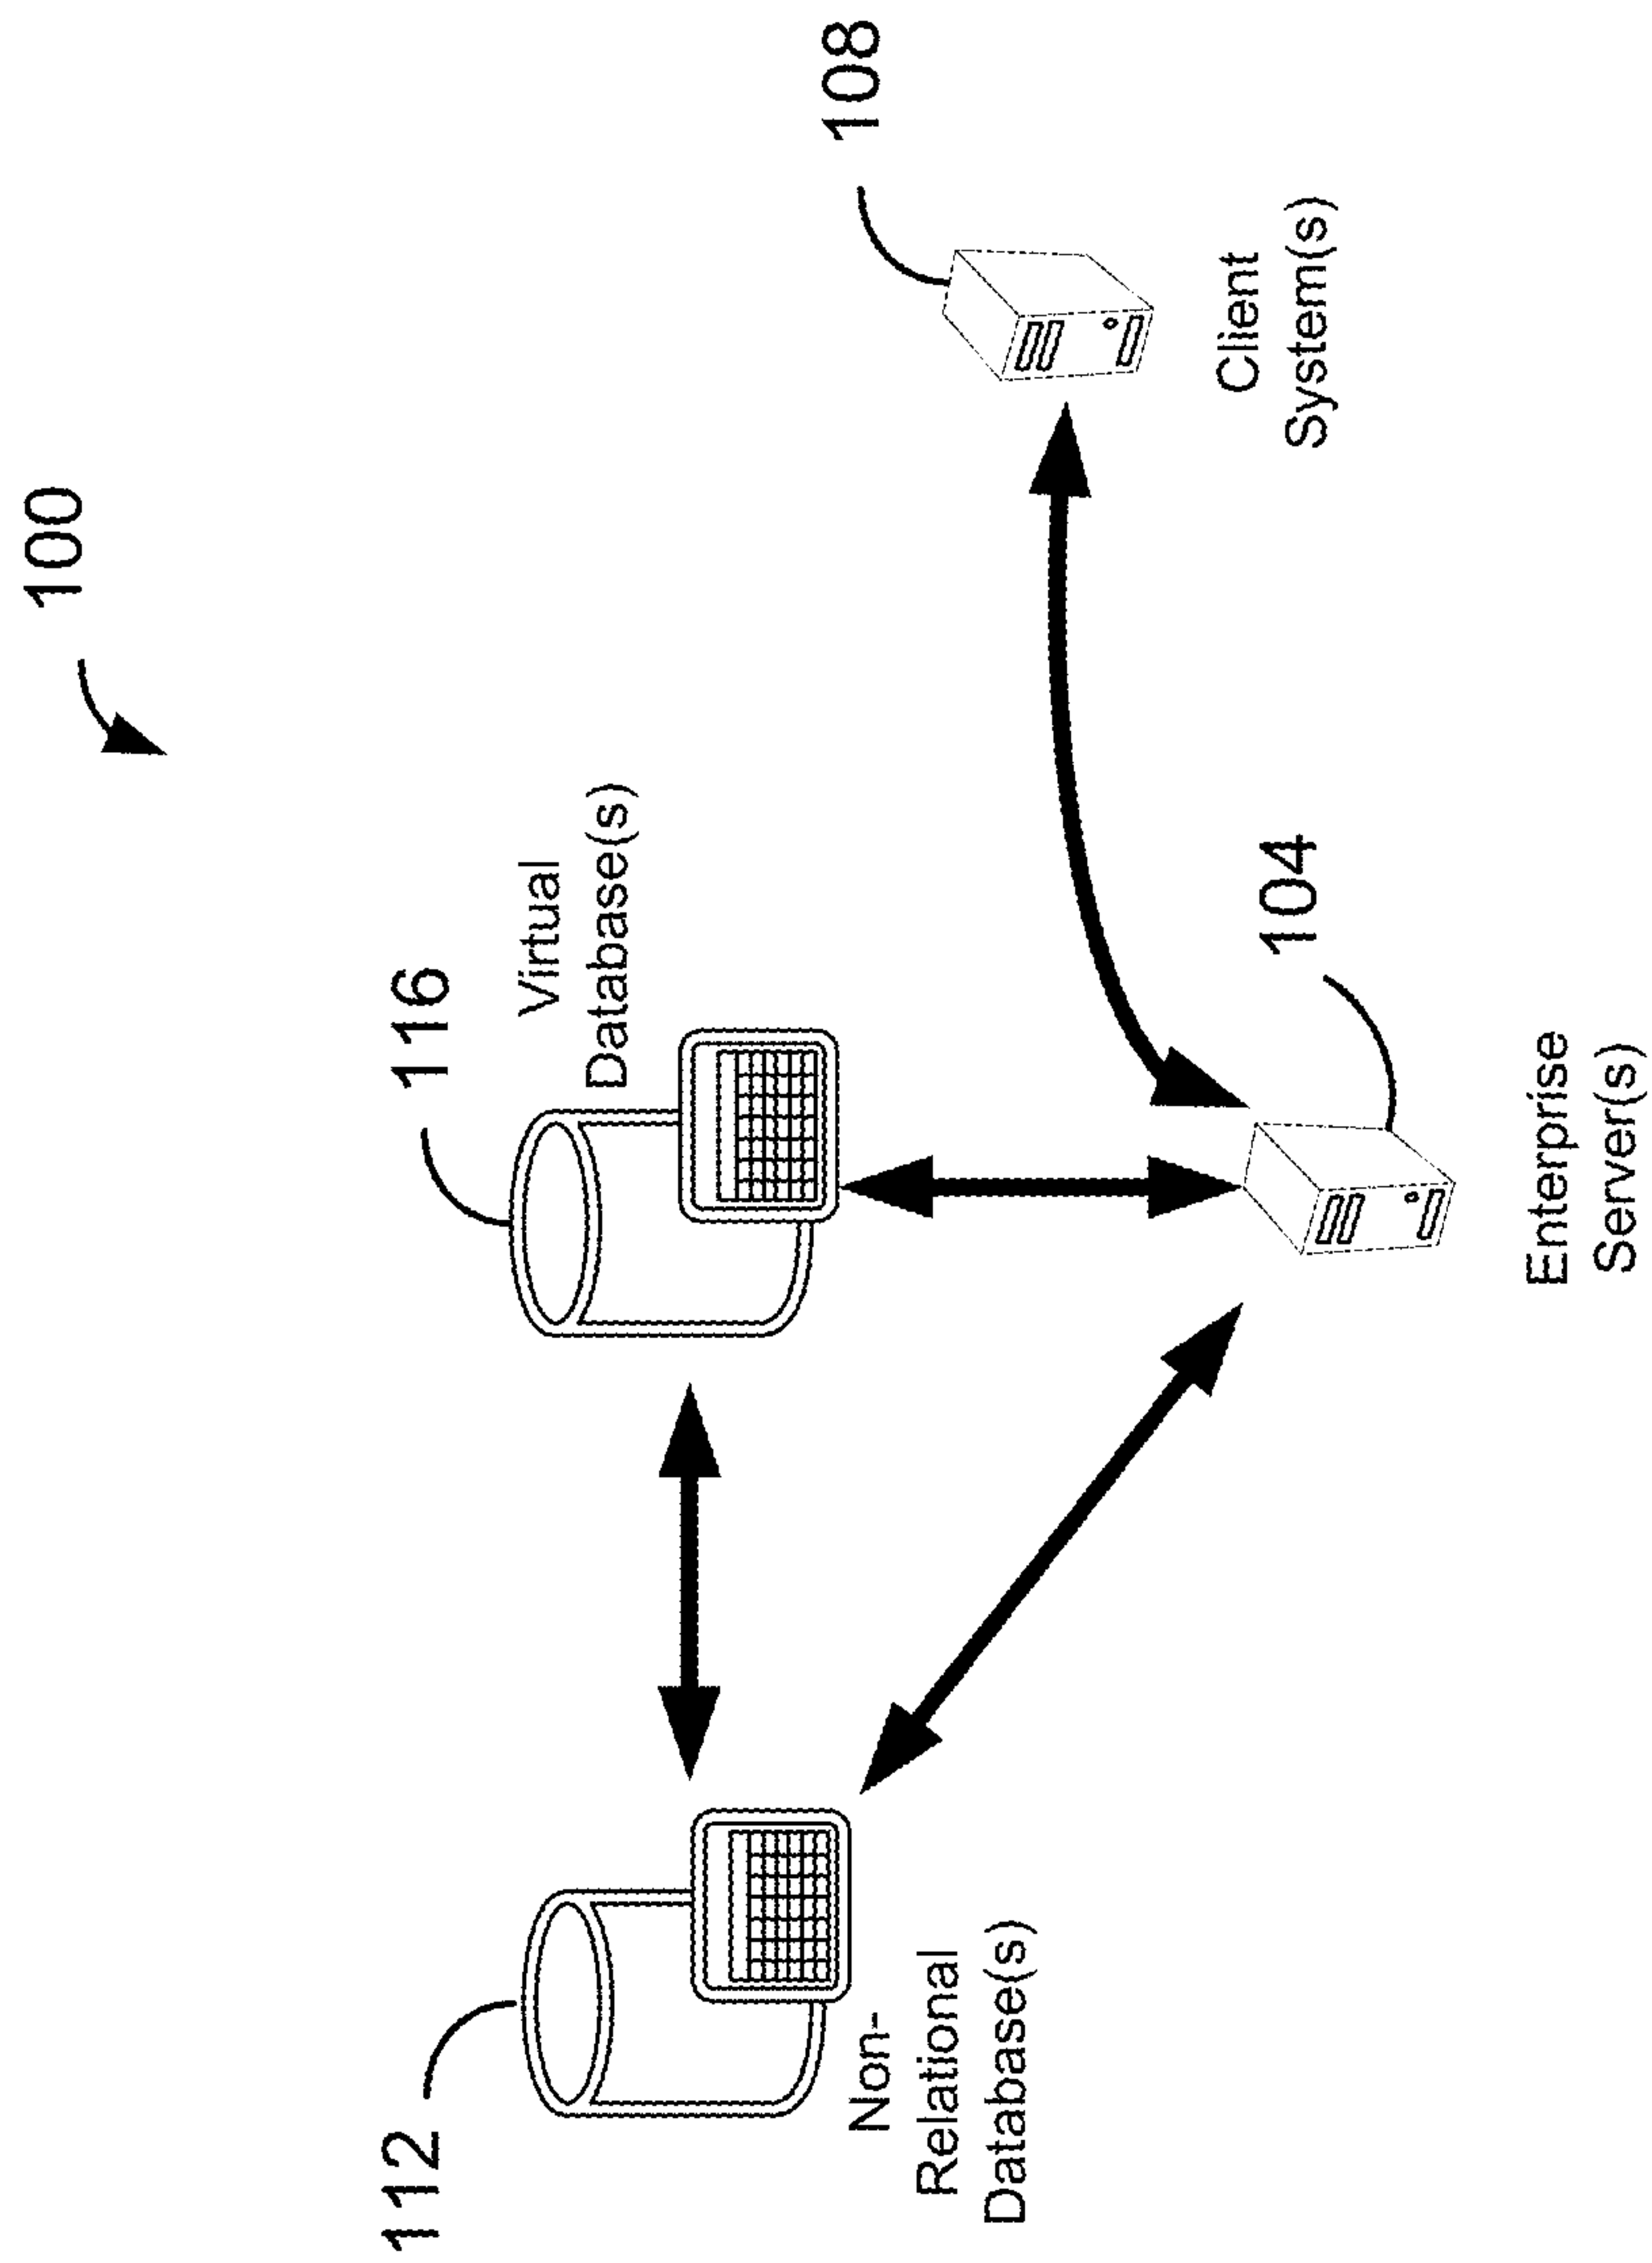 100
116
Virtual
Database(s)
112
Non-
Relational
Database(s)
108
Client
System(s)
104
Enterprise
Server(s)